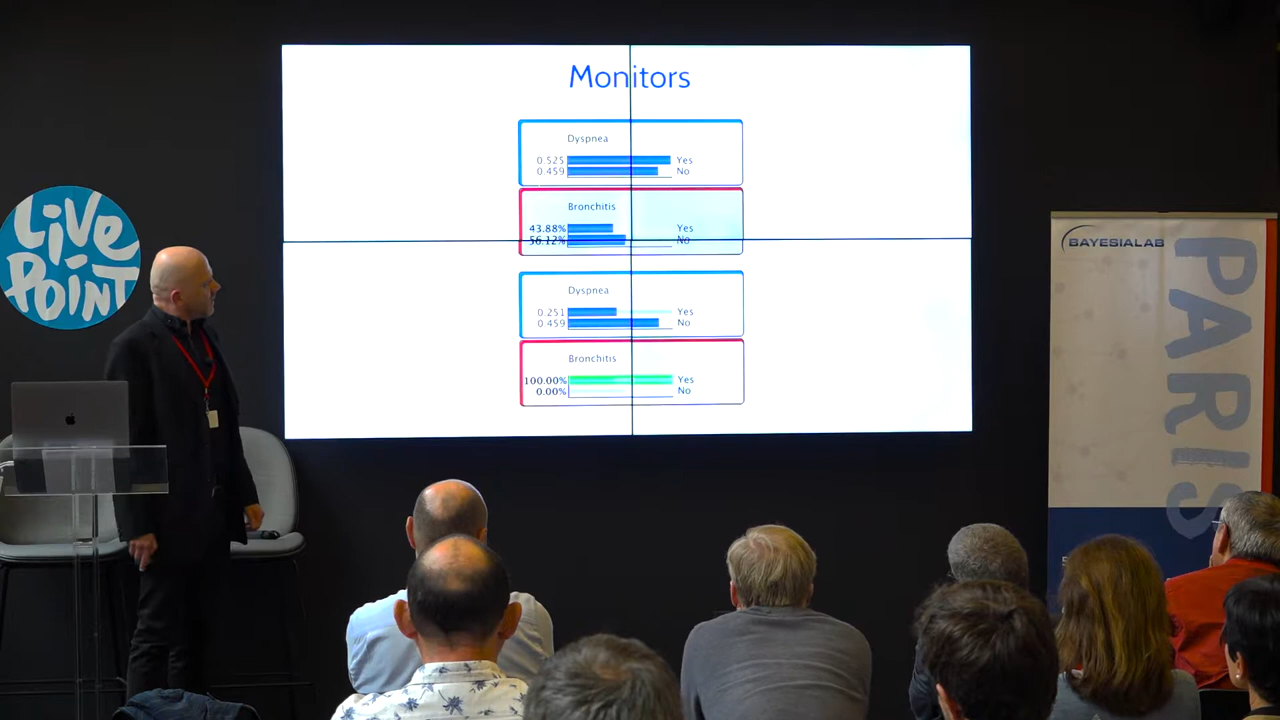 Monitors
Dyspnea
0.525 Yes
0.459 No
Bronchitis
43.88% Yes
56.12% No
Dyspnea
0.251 Yes
0.459 No
Bronchitis
100.00% Yes
0.00% No
LIVE
POINT
BAYESIALAB
PARIS